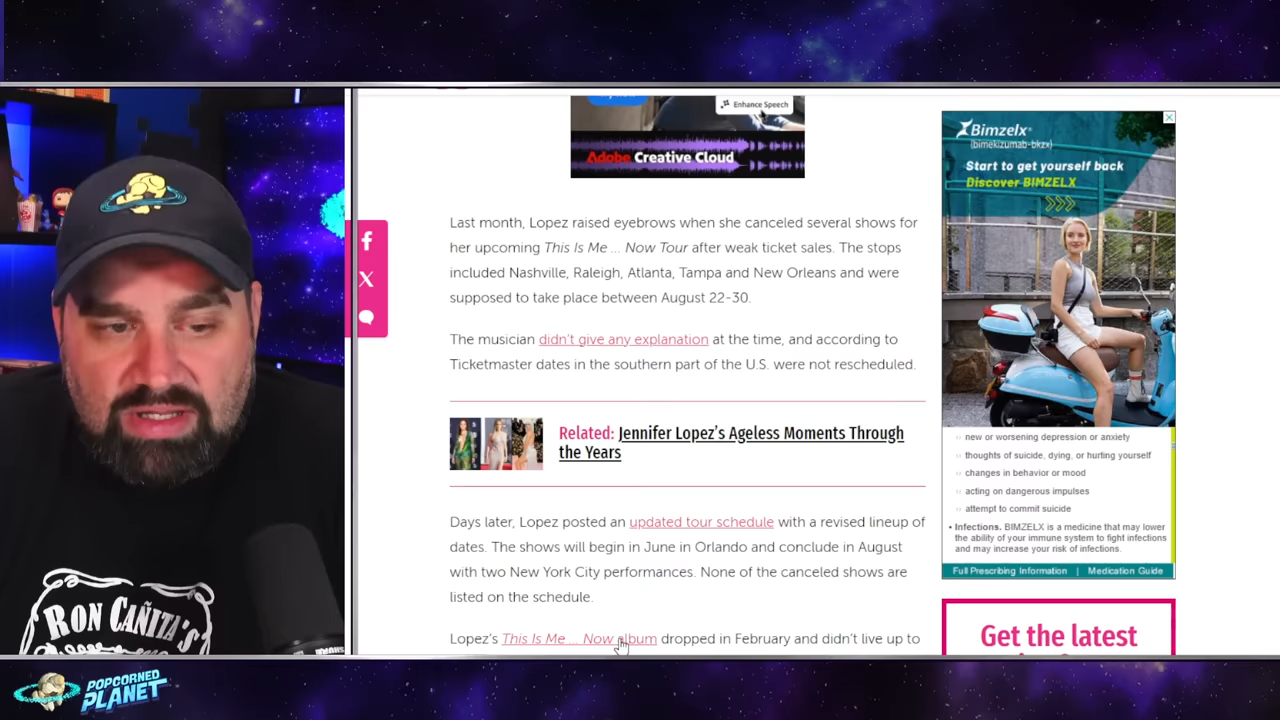 Enhance Speech
Adobe Creative Cloud
Last month, Lopez raised eyebrows when she canceled several shows for
her upcoming This Is Me … Now Tour after weak ticket sales. The stops
included Nashville, Raleigh, Atlanta, Tampa and New Orleans and were
supposed to take place between August 22-30.
The musician didn’t give any explanation at the time, and according to
Ticketmaster dates in the southern part of the U.S. were not rescheduled.
Related: Jennifer Lopez’s Ageless Moments Through
the Years
Days later, Lopez posted an updated tour schedule with a revised lineup of
dates. The shows will begin in June in Orlando and conclude in August
with two New York City performances. None of the canceled shows are
listed on the schedule.
Lopez’s This Is Me … Now album dropped in February and didn’t live up to
Bimzelx
(bimekizumab-bkzx)
Start to get yourself back
Discover BIMZELX
new or worsening depression or anxiety
thoughts of suicide, dying, or hurting yourself
changes in behavior or mood
acting on dangerous impulses
attempt to commit suicide
• Infections. BIMZELX is a medicine that may lower
the ability of your immune system to fight infections
and may increase your risk of infections.
Full Prescribing Information | Medication Guide
Get the latest
RON CAÑITA'S
POPCORNED
PLANET